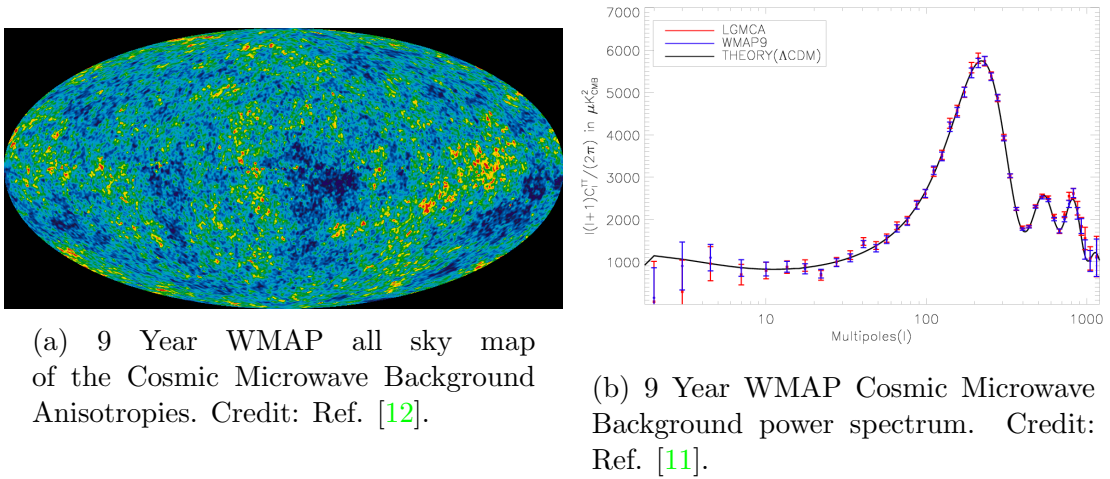 (a) 9 Year WMAP all sky map
of the Cosmic Microwave Background
Anisotropies. Credit: Ref. [12].
7000
6000
5000
4000
3000
2000
1000
l(l+1)C_l^{TT}/(2π) in μK²_{CMB}
LGMCA
WMAP9
THEORY(ΛCDM)
10
100
1000
Multipoles(l)
(b) 9 Year WMAP Cosmic Microwave
Background power spectrum. Credit:
Ref. [11].